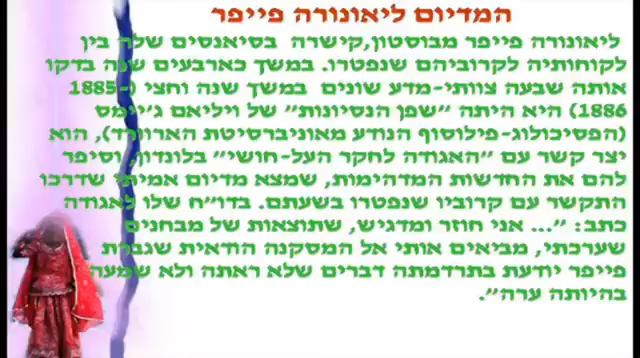 המדיום ליאונורה פייפר
ליאונורה פייפר מבוסטון,קישרה בסיאנסים שלה בין
לקוחותיה לקרוביהם שנפטרו. במשך כארבעים שנה בדקו
אותה שבעה צוותי-מדע שונים במשך שנה וחצי (1885-
1886) היא היתה "שפן הנסיונות" של ויליאם ג'יימס
(הפסיכולוג-פילוסוף הנודע מאוניברסיטת הארוורד), הוא
יצר קשר עם "האגודה לחקר העל-חושי" בלונדון, וסיפר
להם את החדשות המדהימות, שמצא מדיום אמיתי שדרכו
התקשר עם קרוביו שנפטרו בשעתם. בדו"ח שלו לאגודה
כתב: "... אני חוזר ומדגיש, שתוצאות של מבחנים
שערכתי, מביאים אותי אל המסקנה הודאית שגברת
פייפר יודעת בתרדמתה דברים שלא ראתה ולא שמעה
בהיותה ערה".